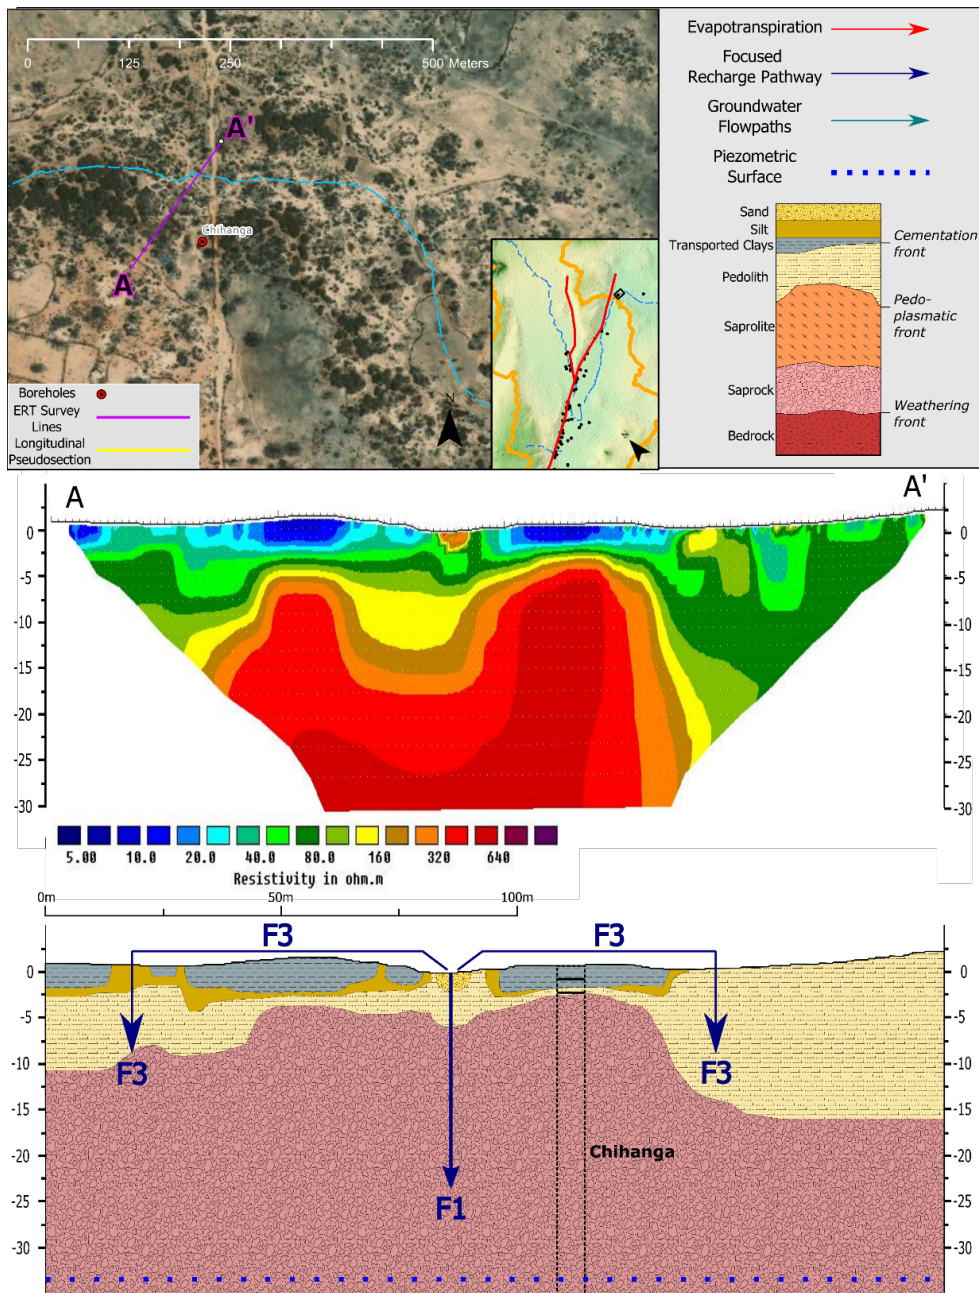 0
125
250
500 Meters
A'
Chihanga
A
N
Boreholes
ERT Survey
Lines
Longitudinal
Pseudosection
Evapotranspiration
Focused
Recharge Pathway
Groundwater
Flowpaths
Piezometric
Surface
Sand
Silt
Transported Clays
Cementation
front
Pedolith
Pedo-
plasmatic
front
Saprolite
Saprock
Weathering
front
Bedrock
A
A'
0
-5
-10
-15
-20
-25
-30
0
-5
-10
-15
-20
-25
-30
5.00 10.0 20.0 40.0 80.0 160 320 640
Resistivity in ohm.m
0m 50m 100m
F3 F3
0
-5
-10
-15
-20
-25
-30
F3
F1
F3
Chihanga
0
-5
-10
-15
-20
-25
-30